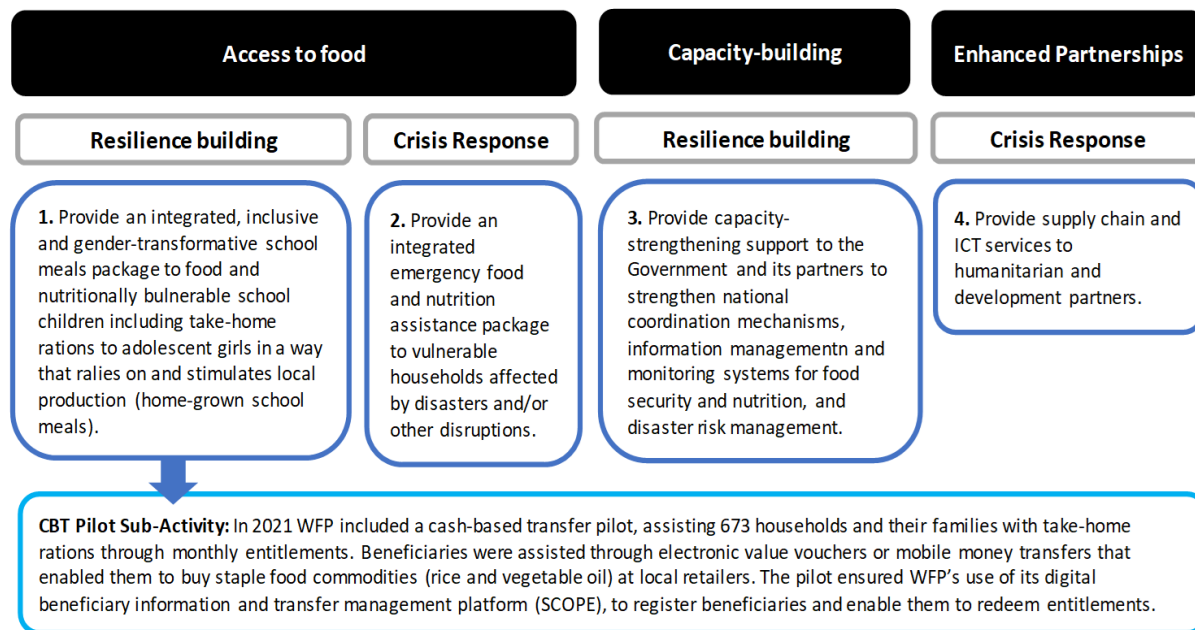 Access to food
Capacity-building
Enhanced Partnerships
Resilience building
Crisis Response
Resilience building
Crisis Response
1. Provide an integrated, inclusive
and gender-transformative school
meals package to food and
nutritionally bulnerable school
children including take-home
rations to adolescent girls in a way
that ralies on and stimulates local
production (home-grown school
meals).
2. Provide an
integrated
emergency food
and nutrition
assistance package
to vulnerable
households affected
by disasters and/or
other disruptions.
3. Provide capacity-
strengthening support to the
Government and its partners to
strengthen national
coordination mechanisms,
information managementn and
monitoring systems for food
security and nutrition, and
disaster risk management.
4. Provide supply chain and
ICT services to
humanitarian and
development partners.
CBT Pilot Sub-Activity: In 2021 WFP included a cash-based transfer pilot, assisting 673 households and their families with take-home
rations through monthly entitlements. Beneficiaries were assisted through electronic value vouchers or mobile money transfers that
enabled them to buy staple food commodities (rice and vegetable oil) at local retailers. The pilot ensured WFP's use of its digital
beneficiary information and transfer management platform (SCOPE), to register beneficiaries and enable them to redeem entitlements.